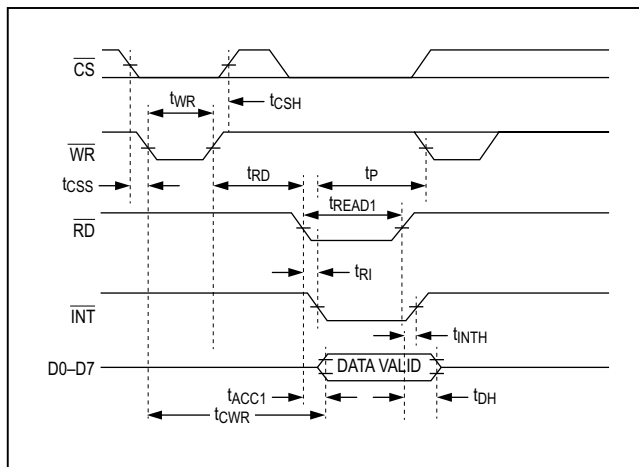 CS
tWR
tCSH
WR
tCSS
tRD
tP
tREAD1
RD
tRI
INT
tINTH
D0–D7
DATA VALID
tACC1
tDH
tCWR